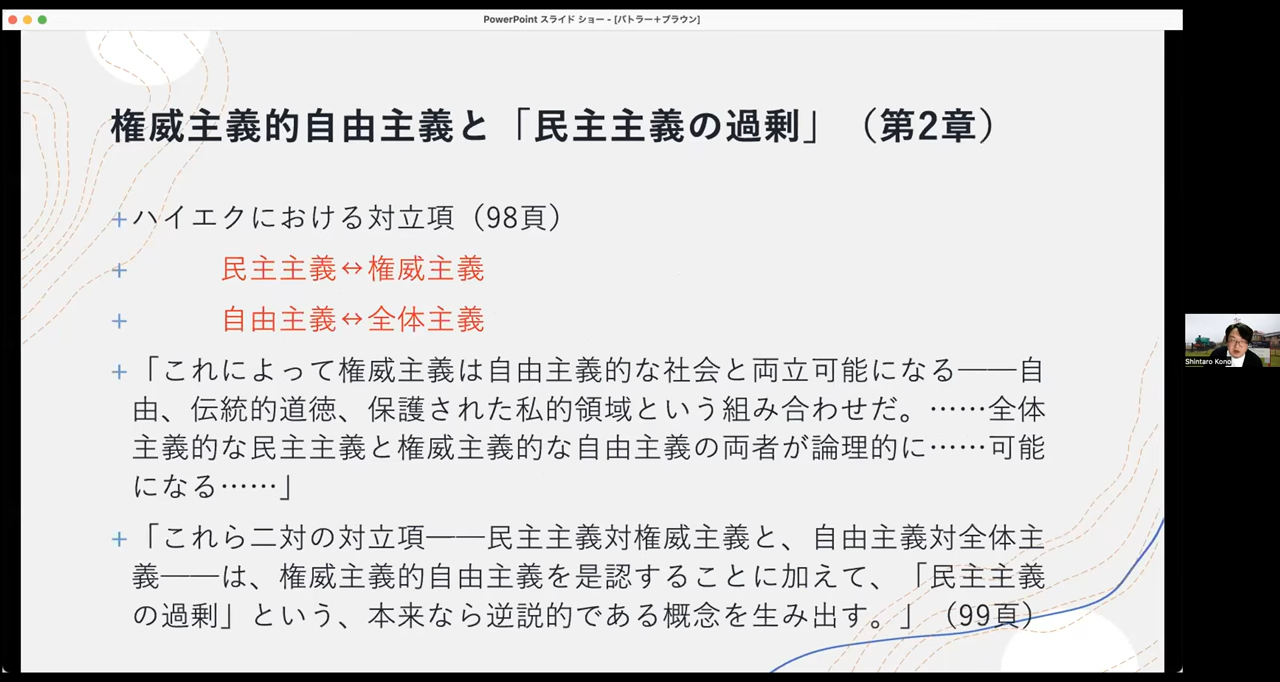 PowerPoint スライド ショー - [バトラー＋ブラウン]
権威主義的自由主義と「民主主義の過剰」（第2章）
+ハイエクにおける対立項（98頁）
+ 民主主義↔権威主義
+ 自由主義↔全体主義
+「これによって権威主義は自由主義的な社会と両立可能になる――自
由、伝統的道徳、保護された私的領域という組み合わせだ。……全体
主義的な民主主義と権威主義的な自由主義の両者が論理的に……可能
になる……」
+「これら二対の対立項――民主主義対権威主義と、自由主義対全体主
義――は、権威主義的自由主義を是認することに加えて、「民主主義
の過剰」という、本来なら逆説的である概念を生み出す。」（99頁）
Shintaro Kono